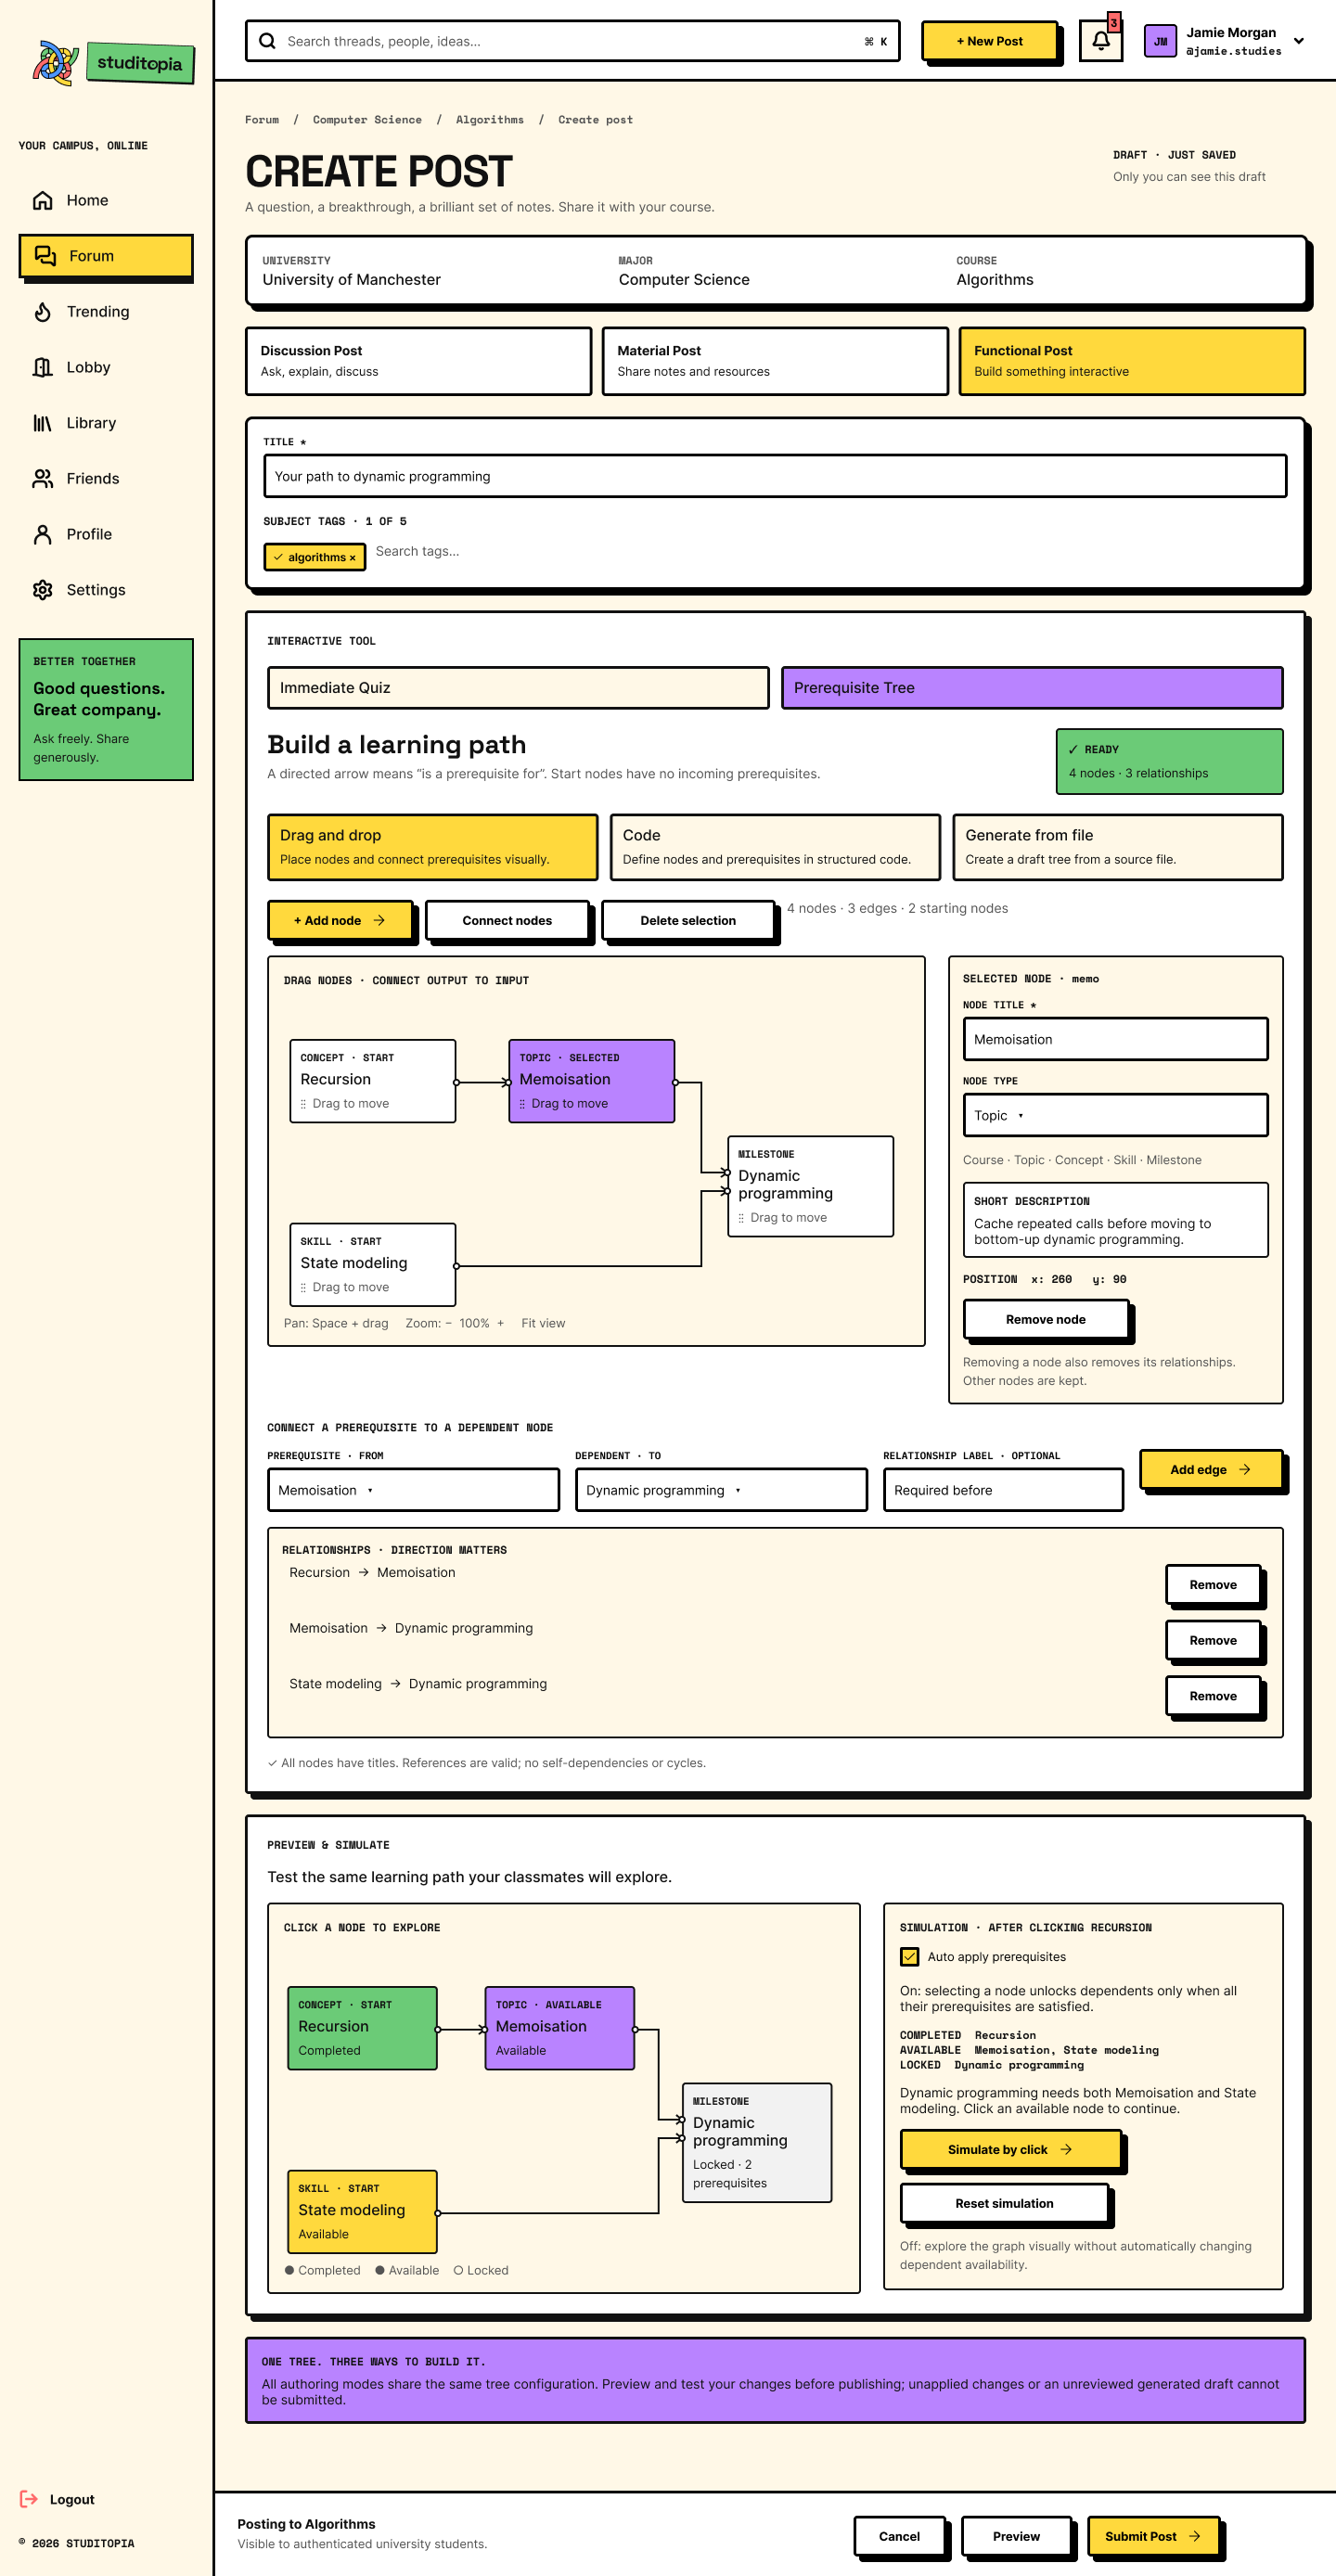 studitopia
YOUR CAMPUS, ONLINE
Home
Forum
Trending
Lobby
Library
Friends
Profile
Settings
BETTER TOGETHER
Good questions.
Great company.
Ask freely. Share
generously.
Logout
© 2026 STUDITOPIA
Search threads, people, ideas...
⌘ K
+ New Post
3
JM
Jamie Morgan
@jamie.studies
Forum / Computer Science / Algorithms / Create post
CREATE POST
A question, a breakthrough, a brilliant set of notes. Share it with your course.
DRAFT · JUST SAVED
Only you can see this draft
UNIVERSITY
University of Manchester
MAJOR
Computer Science
COURSE
Algorithms
Discussion Post
Ask, explain, discuss
Material Post
Share notes and resources
Functional Post
Build something interactive
TITLE *
Your path to dynamic programming
SUBJECT TAGS · 1 OF 5
✓ algorithms ×
Search tags...
INTERACTIVE TOOL
Immediate Quiz
Prerequisite Tree
Build a learning path
A directed arrow means “is a prerequisite for”. Start nodes have no incoming prerequisites.
✓ READY
4 nodes · 3 relationships
Drag and drop
Place nodes and connect prerequisites visually.
Code
Define nodes and prerequisites in structured code.
Generate from file
Create a draft tree from a source file.
+ Add node →
Connect nodes
Delete selection
4 nodes · 3 edges · 2 starting nodes
DRAG NODES · CONNECT OUTPUT TO INPUT
CONCEPT · START
Recursion
Drag to move
TOPIC · SELECTED
Memoisation
Drag to move
MILESTONE
Dynamic
programming
Drag to move
SKILL · START
State modeling
Drag to move
Pan: Space + drag Zoom: − 100% + Fit view
SELECTED NODE · memo
NODE TITLE *
Memoisation
NODE TYPE
Topic ▾
Course · Topic · Concept · Skill · Milestone
SHORT DESCRIPTION
Cache repeated calls before moving to
bottom-up dynamic programming.
POSITION x: 260 y: 90
Remove node
Removing a node also removes its relationships.
Other nodes are kept.
CONNECT A PREREQUISITE TO A DEPENDENT NODE
PREREQUISITE · FROM
Memoisation ▾
DEPENDENT · TO
Dynamic programming ▾
RELATIONSHIP LABEL · OPTIONAL
Required before
Add edge →
RELATIONSHIPS · DIRECTION MATTERS
Recursion → Memoisation
Remove
Memoisation → Dynamic programming
Remove
State modeling → Dynamic programming
Remove
✓ All nodes have titles. References are valid; no self-dependencies or cycles.
PREVIEW & SIMULATE
Test the same learning path your classmates will explore.
CLICK A NODE TO EXPLORE
CONCEPT · START
Recursion
Completed
TOPIC · AVAILABLE
Memoisation
Available
MILESTONE
Dynamic
programming
Locked · 2
prerequisites
SKILL · START
State modeling
Available
● Completed ● Available ○ Locked
SIMULATION · AFTER CLICKING RECURSION
Auto apply prerequisites
On: selecting a node unlocks dependents only when all
their prerequisites are satisfied.
COMPLETED Recursion
AVAILABLE Memoisation, State modeling
LOCKED Dynamic programming
Dynamic programming needs both Memoisation and State
modeling. Click an available node to continue.
Simulate by click →
Reset simulation
Off: explore the graph visually without automatically changing
dependent availability.
ONE TREE. THREE WAYS TO BUILD IT.
All authoring modes share the same tree configuration. Preview and test your changes before publishing; unapplied changes or an unreviewed generated draft cannot
be submitted.
Posting to Algorithms
Visible to authenticated university students.
Cancel
Preview
Submit Post →